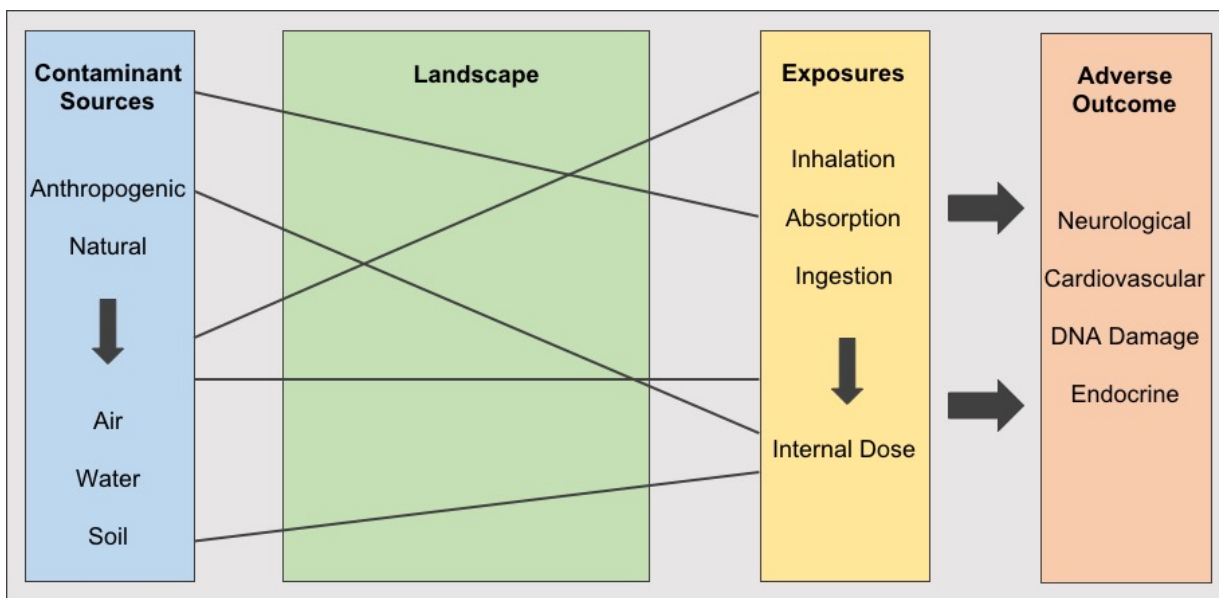 Contaminant
Sources
Anthropogenic
Natural
Air
Water
Soil
Landscape
Exposures
Inhalation
Absorption
Ingestion
Internal Dose
Adverse
Outcome
Neurological
Cardiovascular
DNA Damage
Endocrine